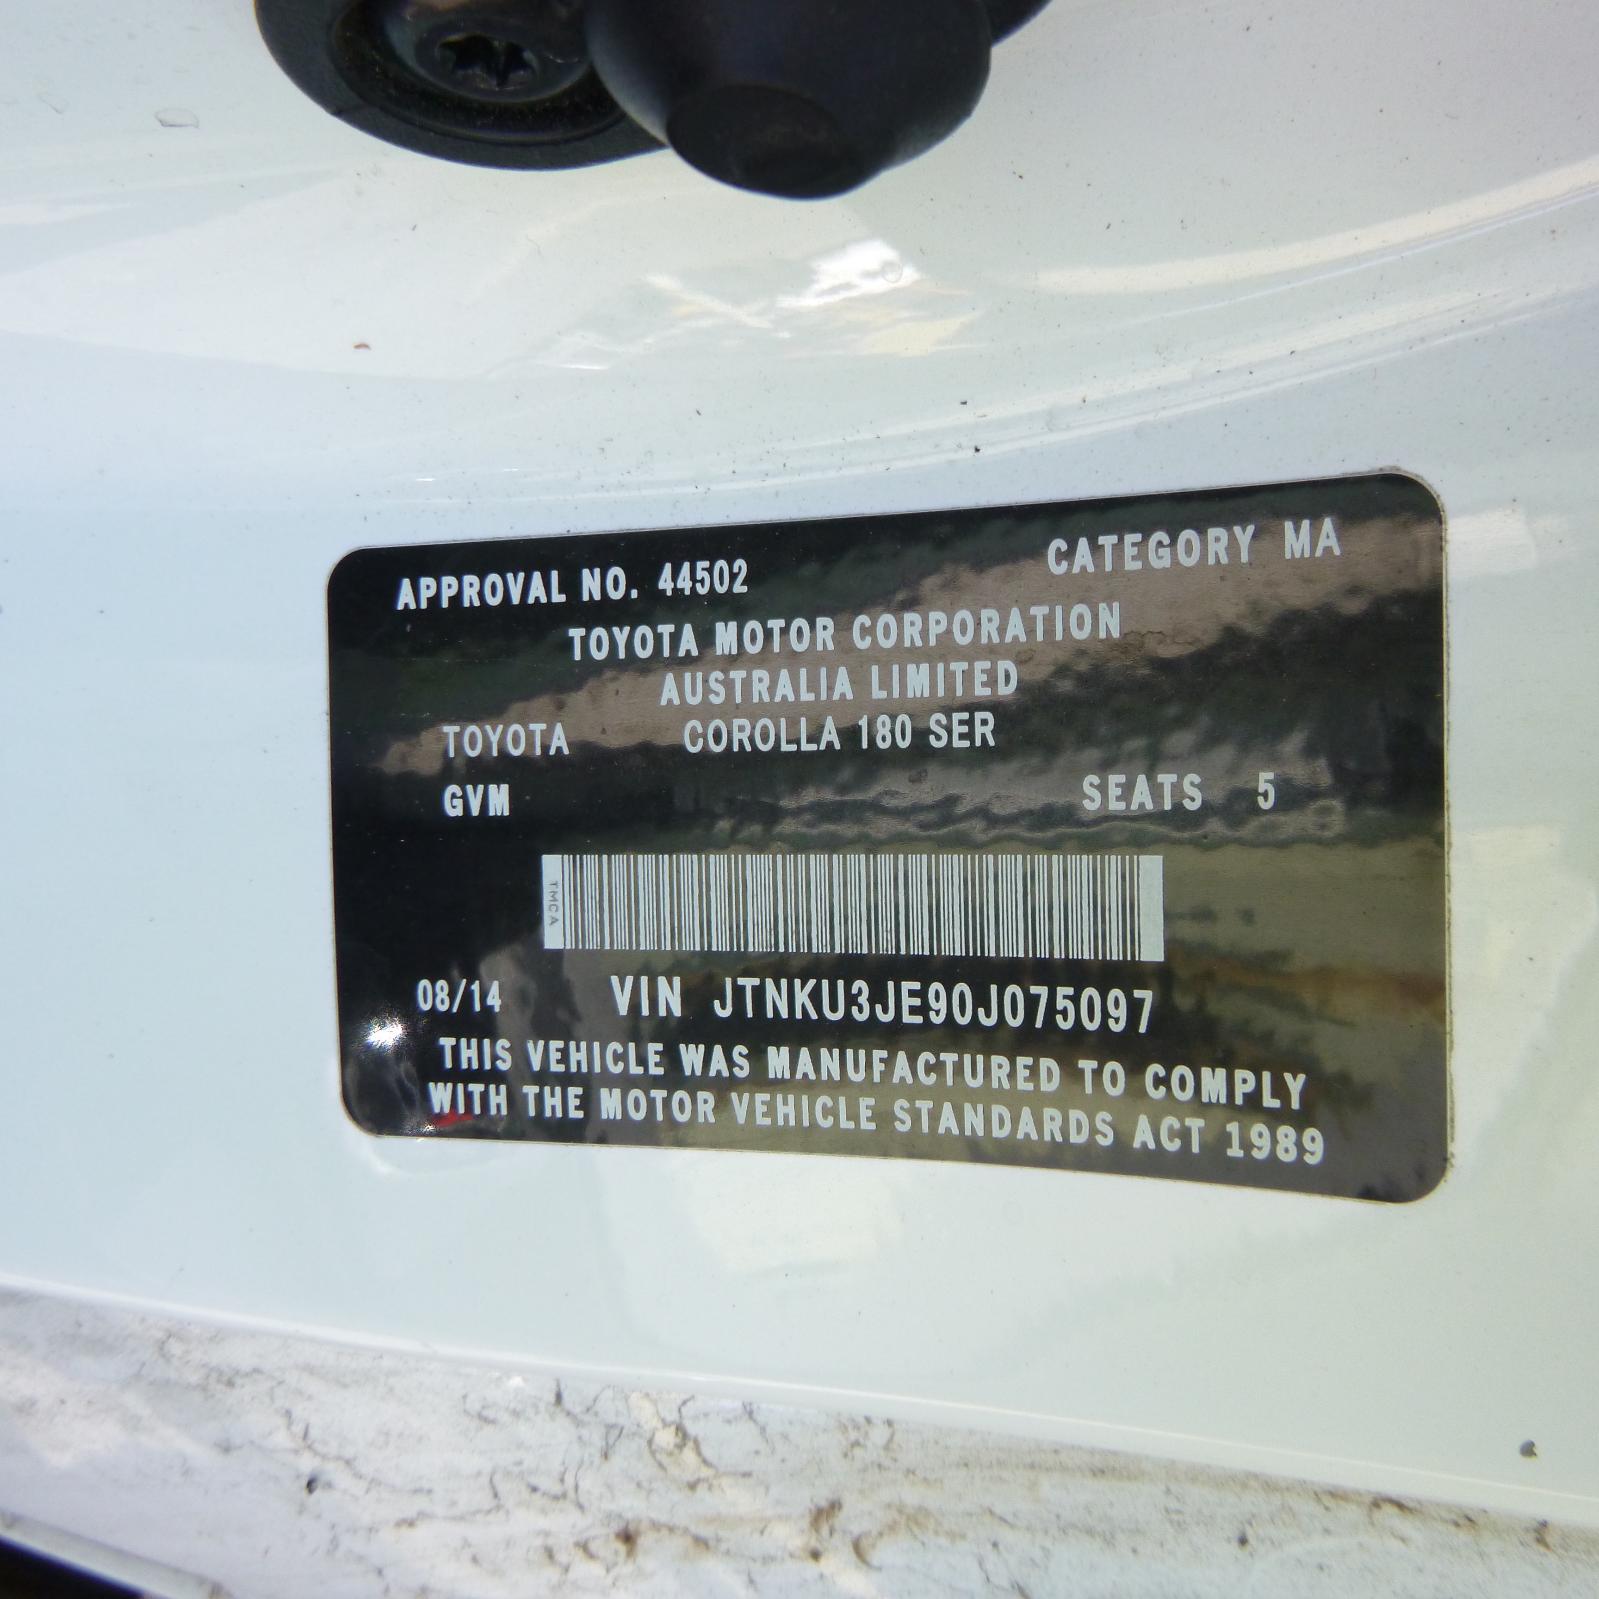 APPROVAL NO. 44502 CATEGORY MA
TOYOTA MOTOR CORPORATION
AUSTRALIA LIMITED
TOYOTA COROLLA 180 SER
GVM SEATS 5
TMCA
08/14 VIN JTNKU3JE90J075097
THIS VEHICLE WAS MANUFACTURED TO COMPLY
WITH THE MOTOR VEHICLE STANDARDS ACT 1989